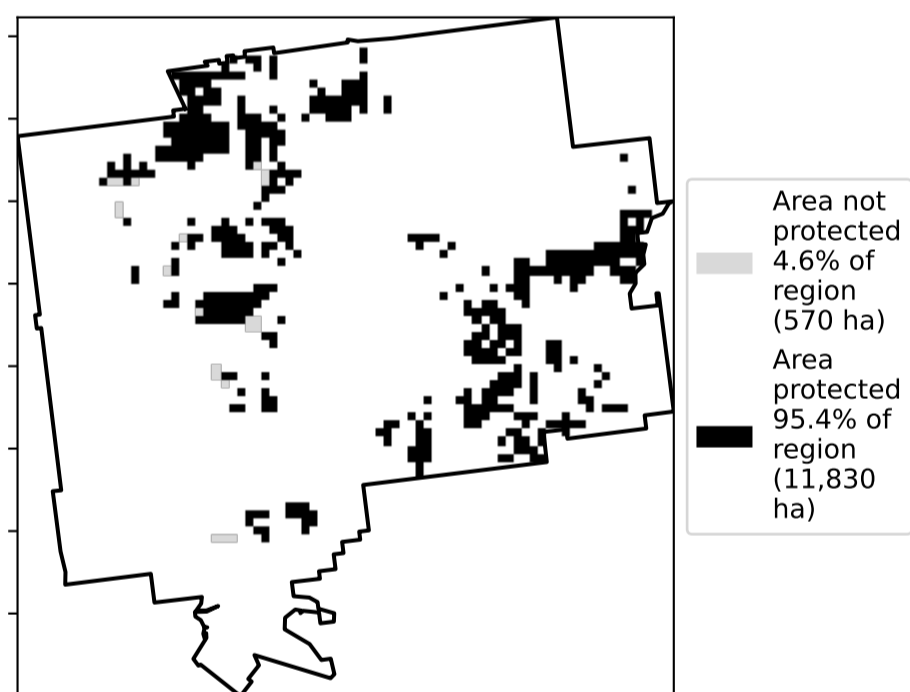 Area not
protected
4.6% of
region
(570 ha)
Area
protected
95.4% of
region
(11,830
ha)